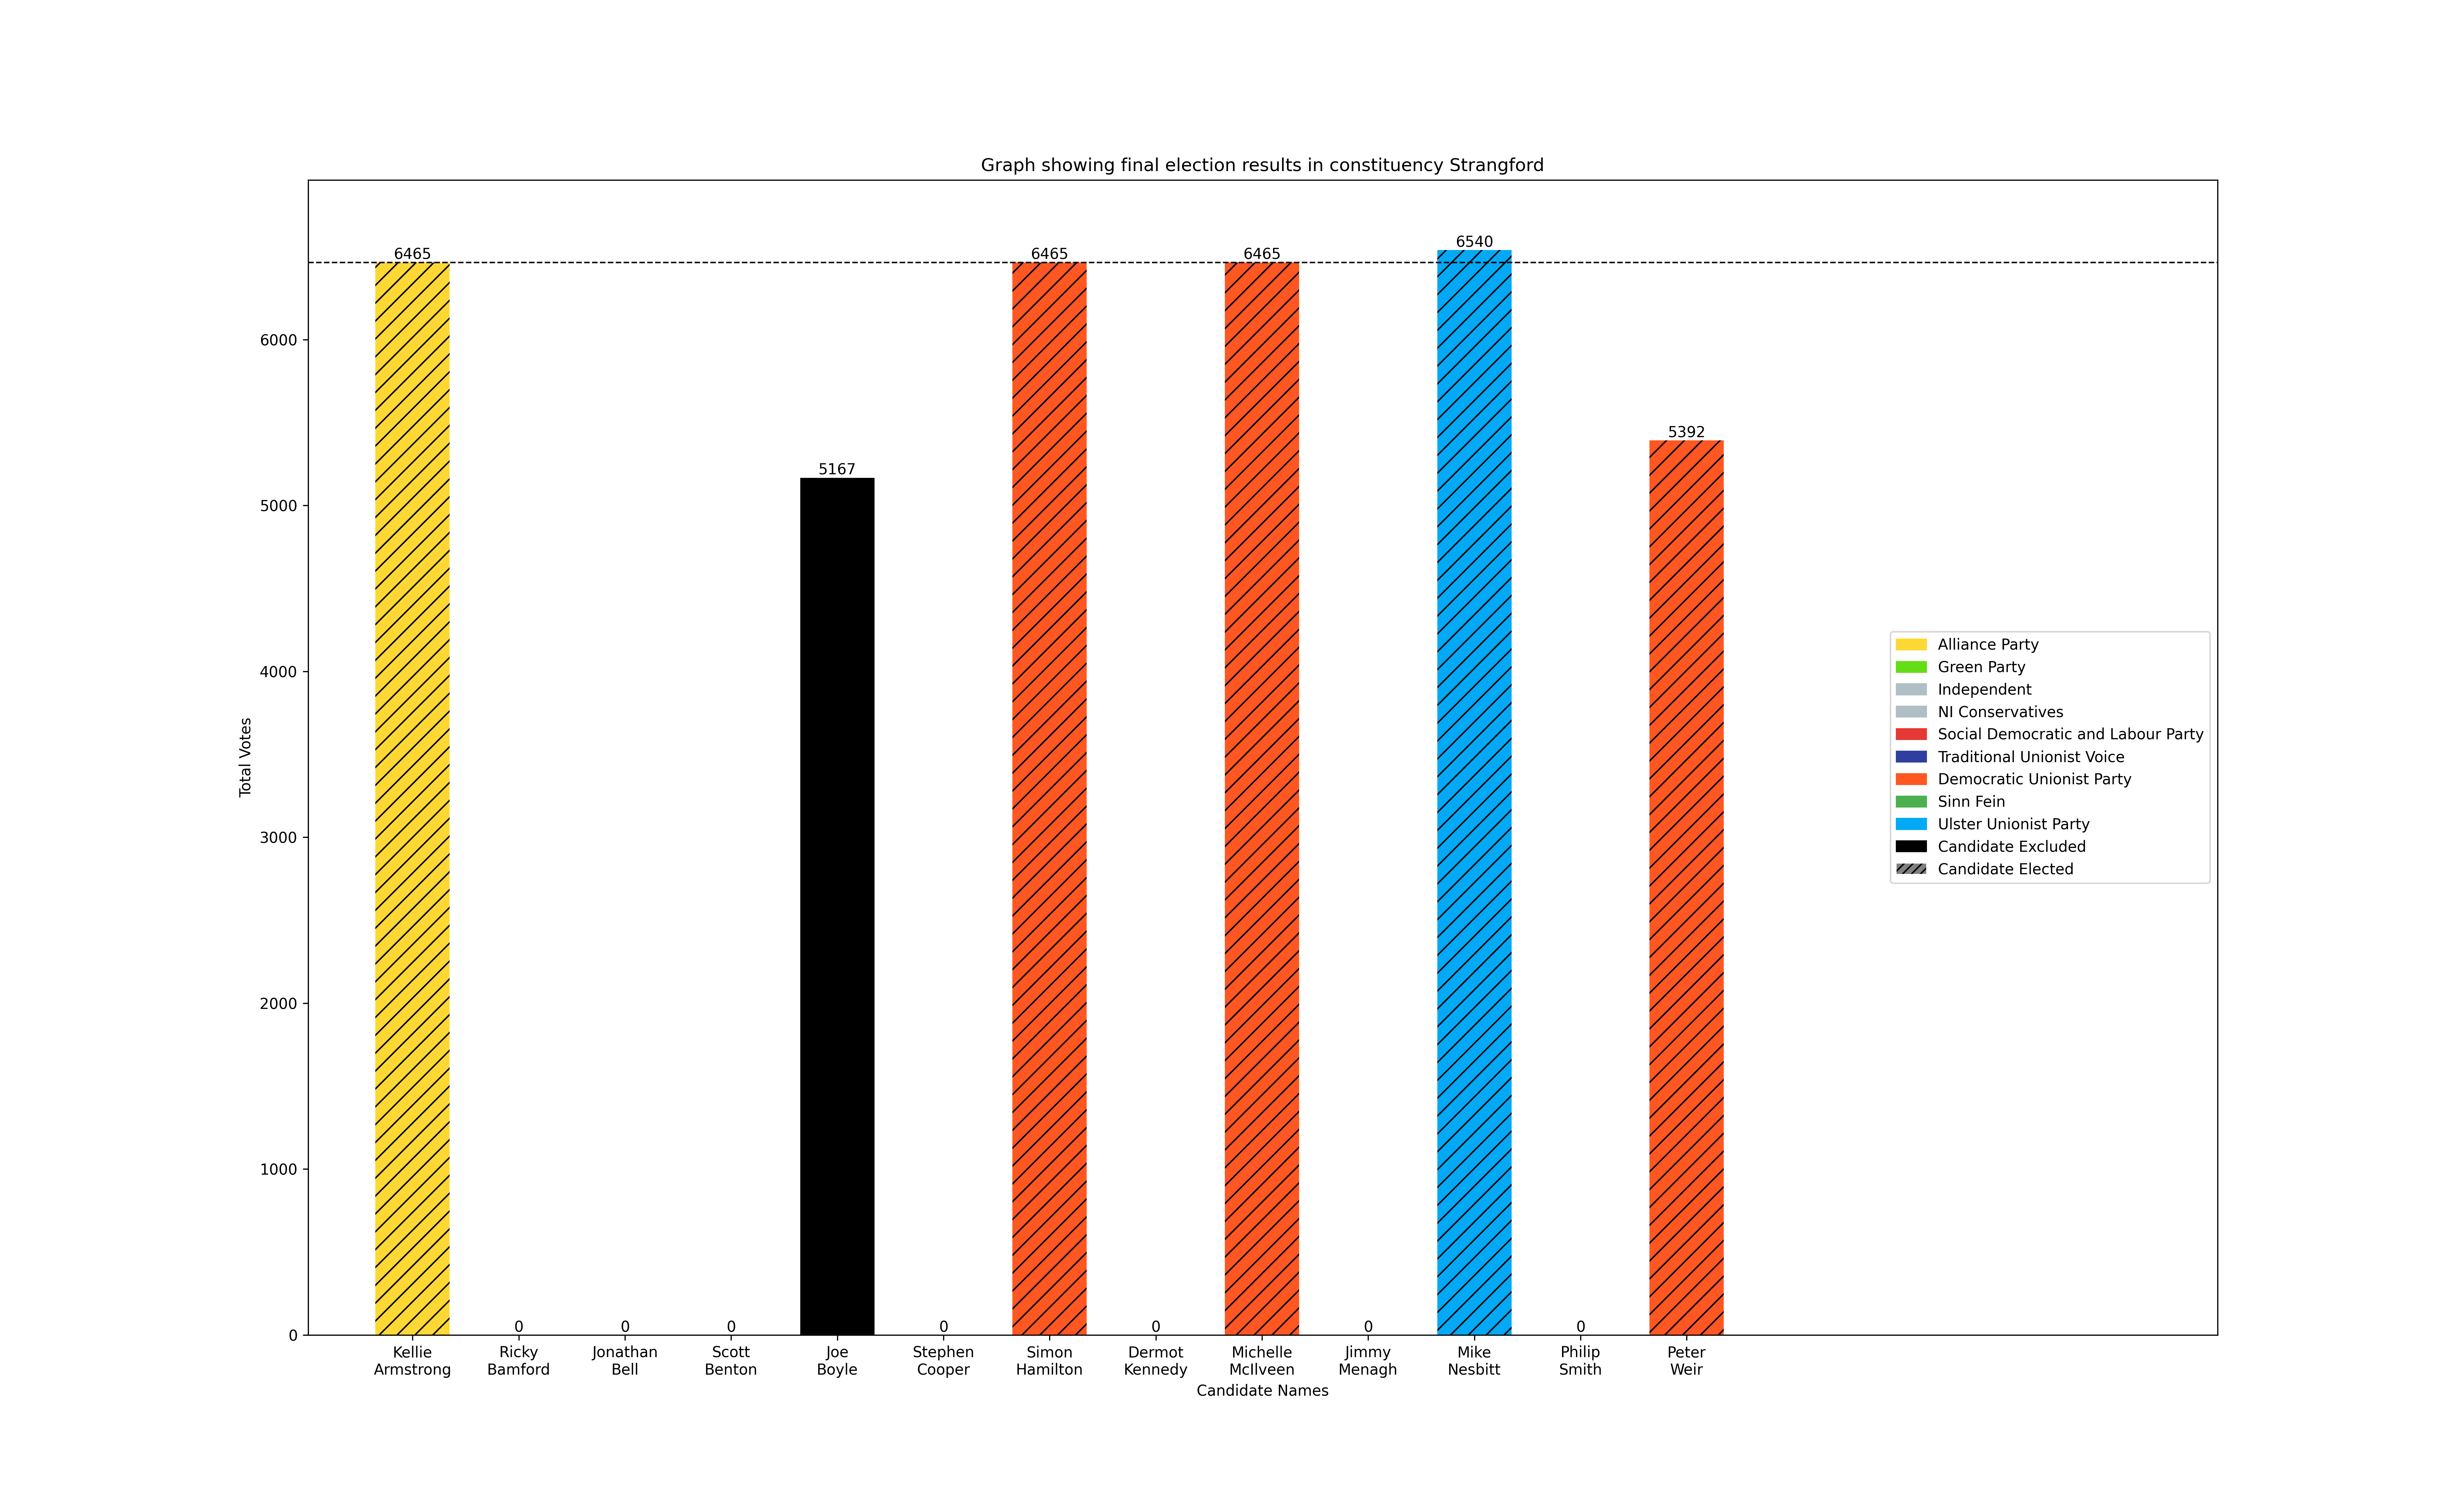 Graph showing final election results in constituency Strangford
6465
6465
6465
6540
5167
5392
0
0
0
0
0
0
0
6000
5000
4000
3000
2000
1000
0
Total Votes
Kellie
Armstrong
Ricky
Bamford
Jonathan
Bell
Scott
Benton
Joe
Boyle
Stephen
Cooper
Simon
Hamilton
Dermot
Kennedy
Michelle
McIlveen
Jimmy
Menagh
Mike
Nesbitt
Philip
Smith
Peter
Weir
Candidate Names
Alliance Party
Green Party
Independent
NI Conservatives
Social Democratic and Labour Party
Traditional Unionist Voice
Democratic Unionist Party
Sinn Fein
Ulster Unionist Party
Candidate Excluded
Candidate Elected